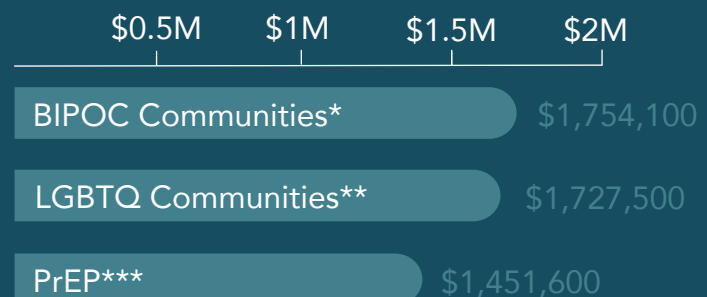 $0.5M $1M $1.5M $2M
BIPOC Communities* $1,754,100
LGBTQ Communities** $1,727,500
PrEP*** $1,451,600